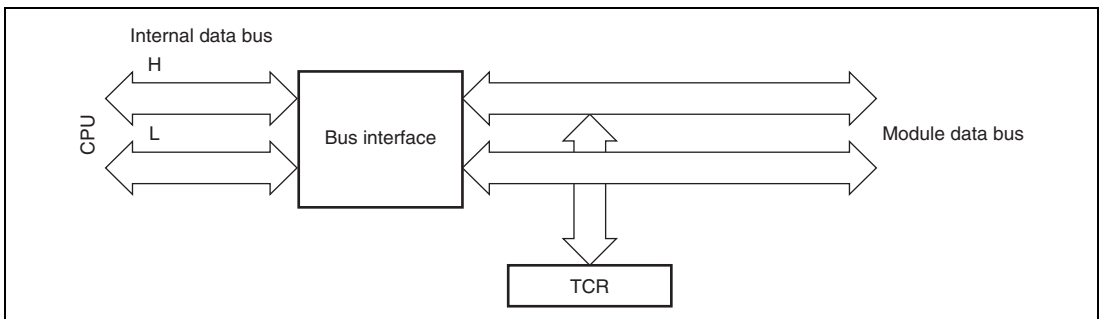 Internal data bus
H
CPU
L
Bus interface
Module data bus
TCR